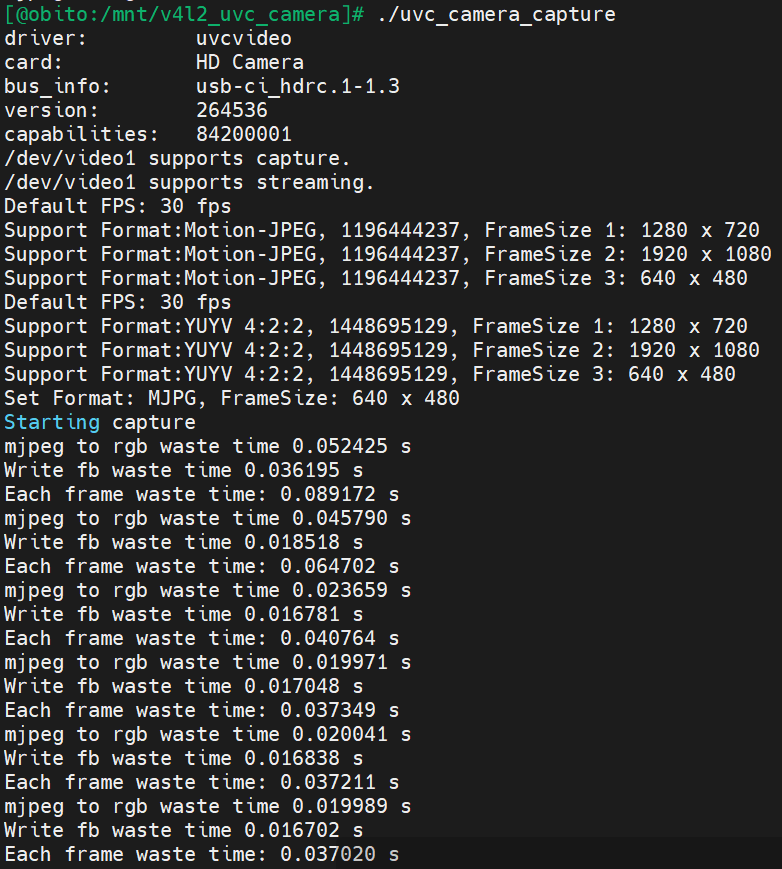 [@obito:/mnt/v4l2_uvc_camera]# ./uvc_camera_capture
driver:         uvcvideo
card:           HD Camera
bus_info:       usb-ci_hdrc.1-1.3
version:        264536
capabilities:   84200001
/dev/video1 supports capture.
/dev/video1 supports streaming.
Default FPS: 30 fps
Support Format:Motion-JPEG, 1196444237, FrameSize 1: 1280 x 720
Support Format:Motion-JPEG, 1196444237, FrameSize 2: 1920 x 1080
Support Format:Motion-JPEG, 1196444237, FrameSize 3: 640 x 480
Default FPS: 30 fps
Support Format:YUYV 4:2:2, 1448695129, FrameSize 1: 1280 x 720
Support Format:YUYV 4:2:2, 1448695129, FrameSize 2: 1920 x 1080
Support Format:YUYV 4:2:2, 1448695129, FrameSize 3: 640 x 480
Set Format: MJPG, FrameSize: 640 x 480
Starting capture
mjpeg to rgb waste time 0.052425 s
Write fb waste time 0.036195 s
Each frame waste time: 0.089172 s
mjpeg to rgb waste time 0.045790 s
Write fb waste time 0.018518 s
Each frame waste time: 0.064702 s
mjpeg to rgb waste time 0.023659 s
Write fb waste time 0.016781 s
Each frame waste time: 0.040764 s
mjpeg to rgb waste time 0.019971 s
Write fb waste time 0.017048 s
Each frame waste time: 0.037349 s
mjpeg to rgb waste time 0.020041 s
Write fb waste time 0.016838 s
Each frame waste time: 0.037211 s
mjpeg to rgb waste time 0.019989 s
Write fb waste time 0.016702 s
Each frame waste time: 0.037020 s